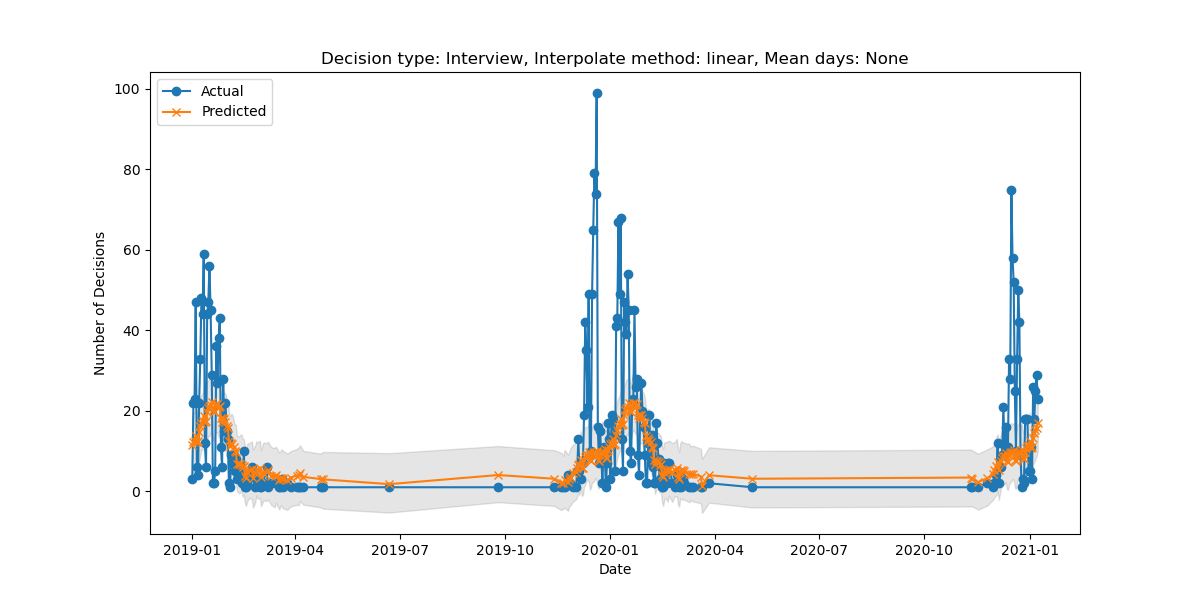 Decision type: Interview, Interpolate method: linear, Mean days: None
Actual
Predicted
Number of Decisions
100
80
60
40
20
0
2019-01 2019-04 2019-07 2019-10 2020-01 2020-04 2020-07 2020-10 2021-01
Date